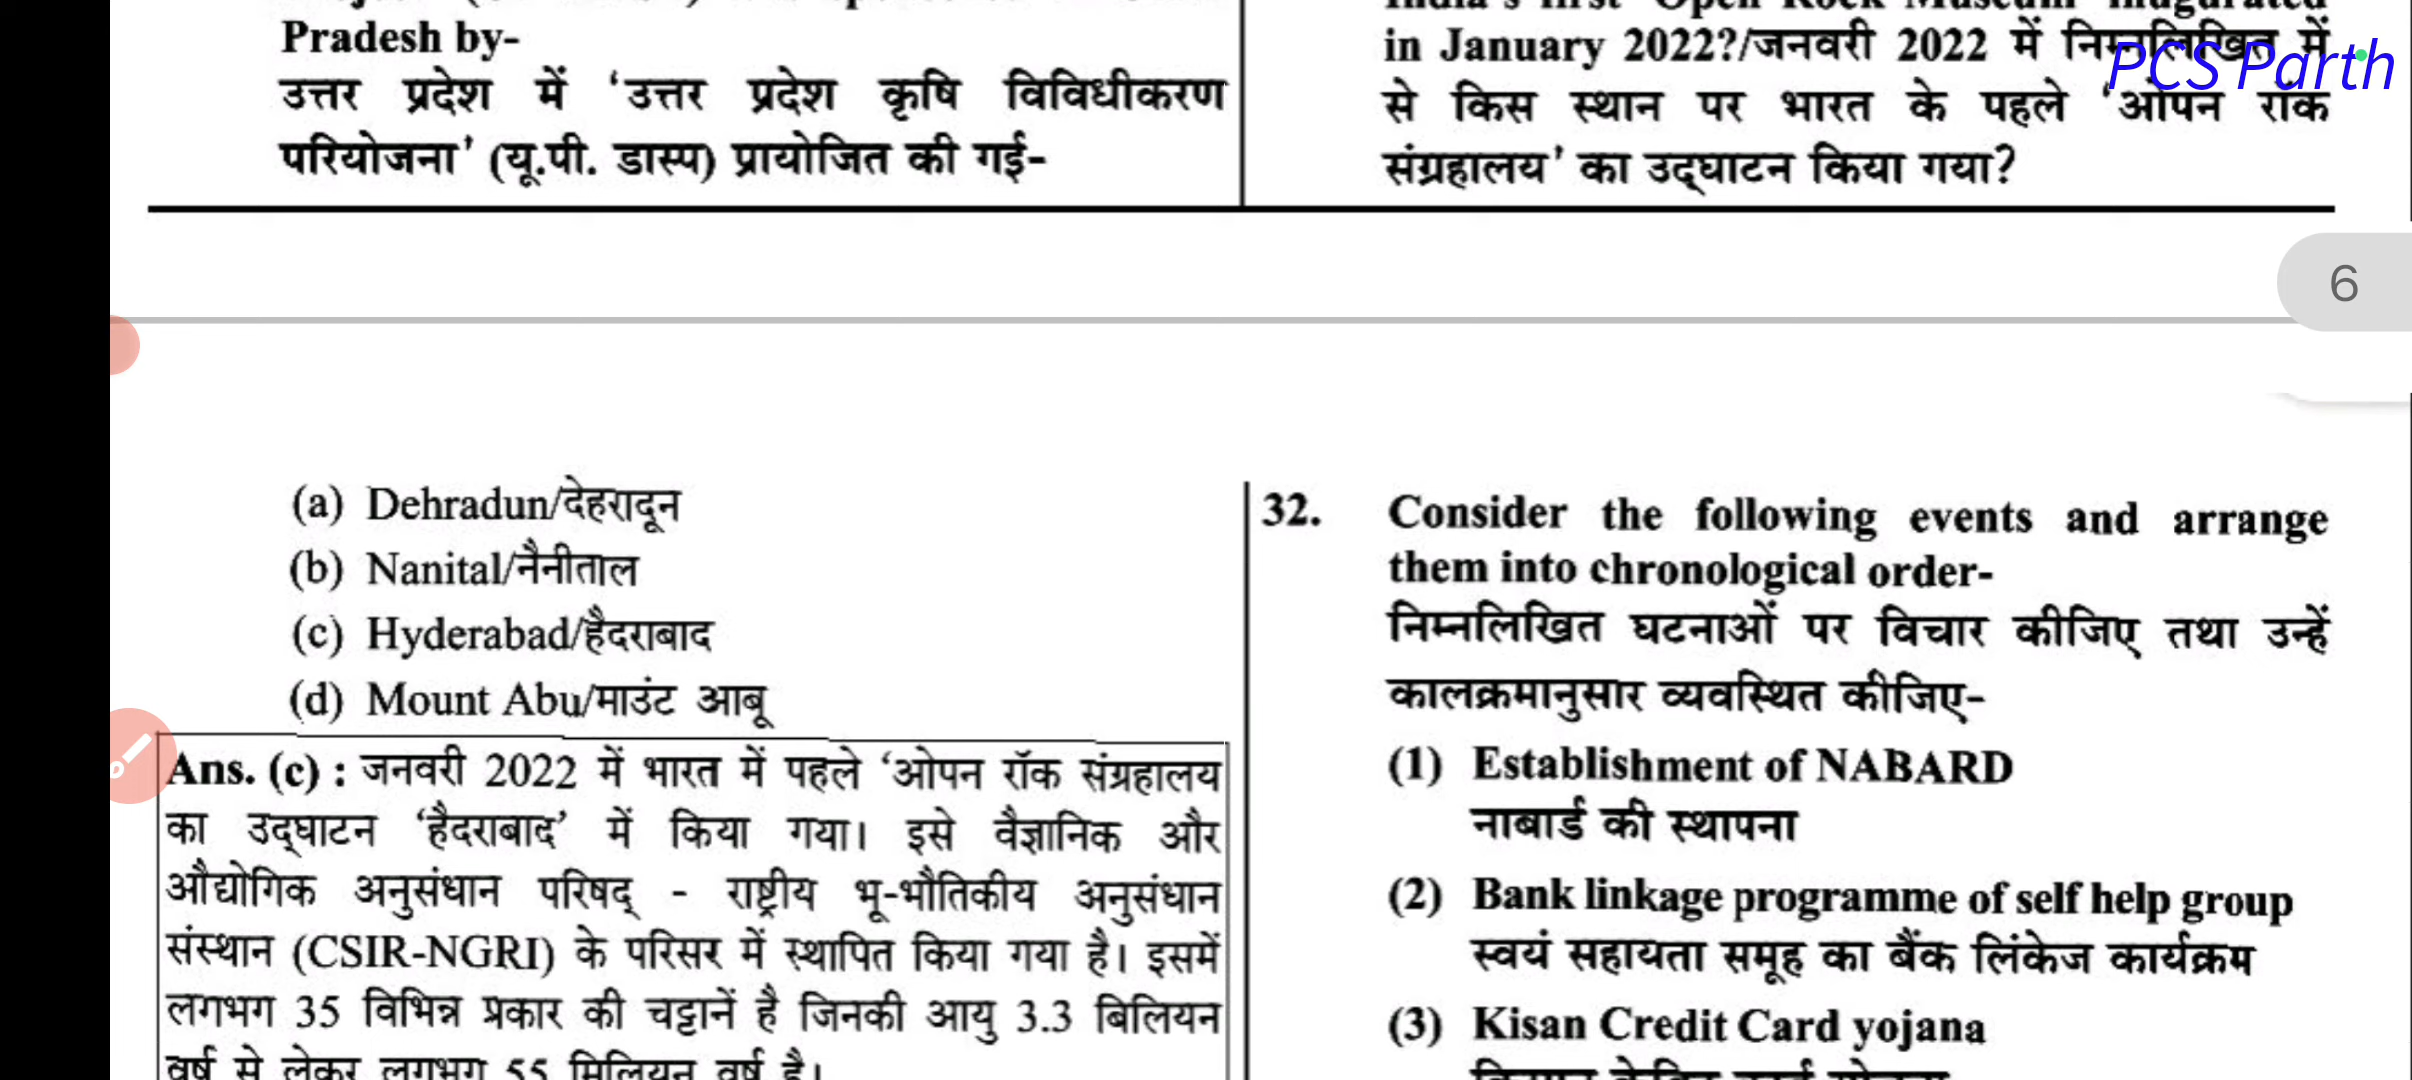 Pradesh by-
उत्तर प्रदेश में 'उत्तर प्रदेश कृषि विविधीकरण
परियोजना' (यू.पी. डास्प) प्रायोजित की गई-
India's first 'Open Rock Museum' inugurated
in January 2022?/जनवरी 2022 में निम्नलिखित में
से किस स्थान पर भारत के पहले 'ओपन रॉक
संग्रहालय' का उद्घाटन किया गया?
PCS Parth
6
(a) Dehradun/देहरादून
(b) Nanital/नैनीताल
(c) Hyderabad/हैदराबाद
(d) Mount Abu/माउंट आबू
Ans. (c) : जनवरी 2022 में भारत में पहले 'ओपन रॉक संग्रहालय
का उद्घाटन 'हैदराबाद' में किया गया। इसे वैज्ञानिक और
औद्योगिक अनुसंधान परिषद् - राष्ट्रीय भू-भौतिकीय अनुसंधान
संस्थान (CSIR-NGRI) के परिसर में स्थापित किया गया है। इसमें
लगभग 35 विभिन्न प्रकार की चट्टानें है जिनकी आयु 3.3 बिलियन
वर्ष से लेकर लगभग 55 मिलियन वर्ष है।
32. Consider the following events and arrange
them into chronological order-
निम्नलिखित घटनाओं पर विचार कीजिए तथा उन्हें
कालक्रमानुसार व्यवस्थित कीजिए-
(1) Establishment of NABARD
नाबार्ड की स्थापना
(2) Bank linkage programme of self help group
स्वयं सहायता समूह का बैंक लिंकेज कार्यक्रम
(3) Kisan Credit Card yojana